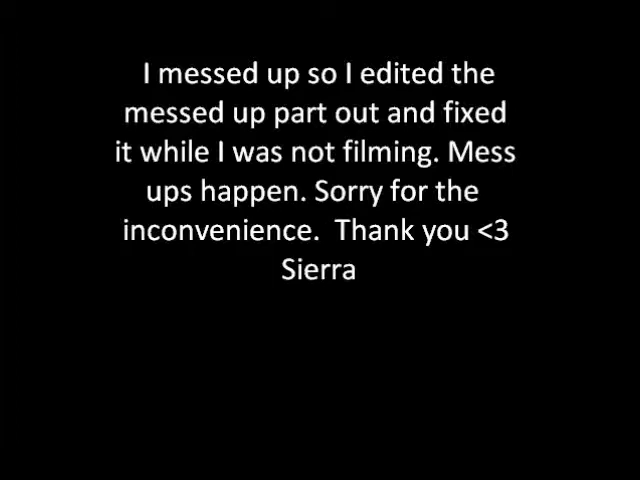 I messed up so I edited the
messed up part out and fixed
it while I was not filming. Mess
ups happen. Sorry for the
inconvenience.  Thank you <3
Sierra